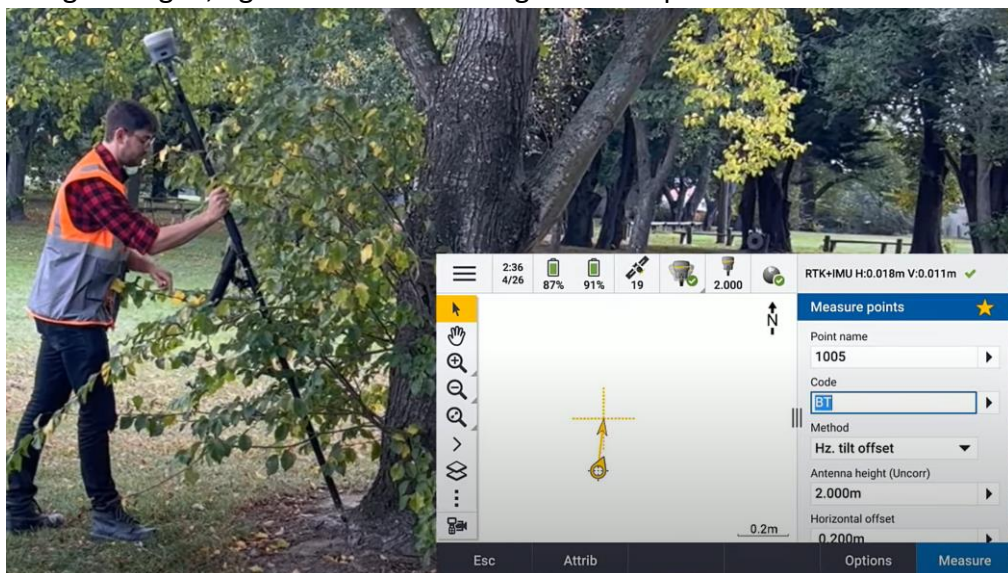 2:36
4/26
87%
91%
19
2.000
RTK+IMU H:0.018m V:0.011m
N
Measure points
Point name
1005
Code
BT
Method
Hz. tilt offset
Antenna height (Uncorr)
2.000m
Horizontal offset
0.200m
0.2m
Esc Attrib Options Measure